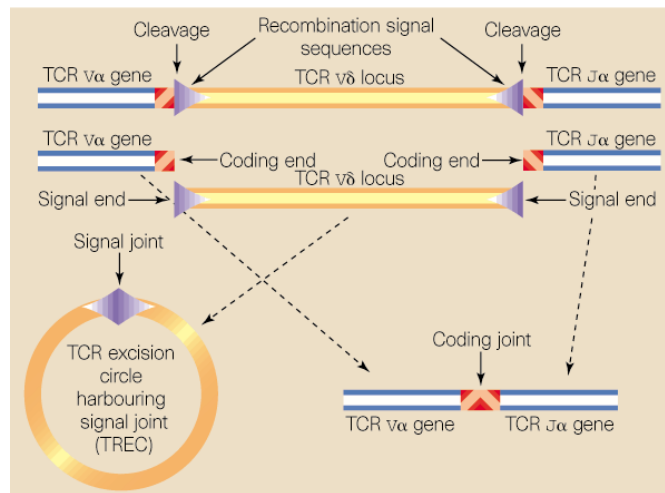 Cleavage
Recombination signal
sequences
Cleavage
TCR Vα gene
TCR Vδ locus
TCR Jα gene
TCR Vα gene
Coding end
Coding end
TCR Jα gene
TCR Vδ locus
Signal end
Signal end
Signal joint
TCR excision
circle
harbouring
signal joint
(TREC)
Coding joint
TCR Vα gene
TCR Jα gene